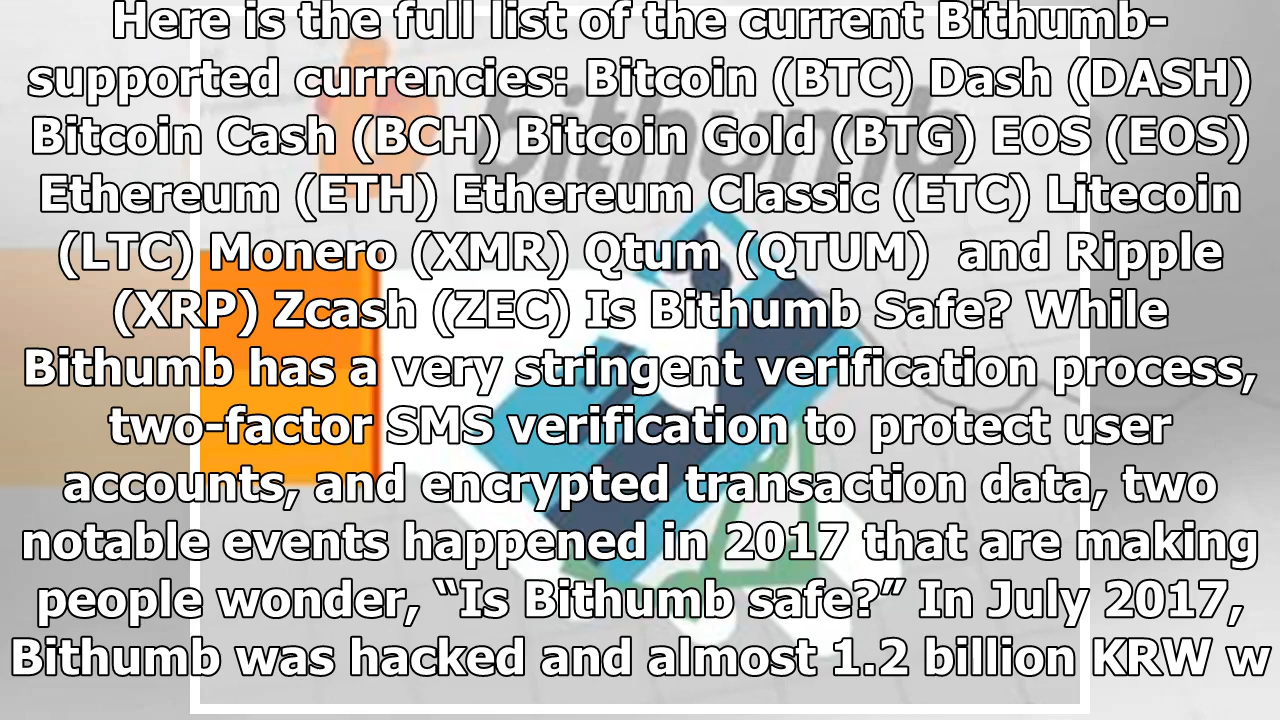 Here is the full list of the current Bithumb-
supported currencies: Bitcoin (BTC) Dash (DASH)
Bitcoin Cash (BCH) Bitcoin Gold (BTG) EOS (EOS)
Ethereum (ETH) Ethereum Classic (ETC) Litecoin
(LTC) Monero (XMR) Qtum (QTUM)  and Ripple
(XRP) Zcash (ZEC) Is Bithumb Safe? While
Bithumb has a very stringent verification process,
two-factor SMS verification to protect user
accounts, and encrypted transaction data, two
notable events happened in 2017 that are making
people wonder, “Is Bithumb safe?” In July 2017,
Bithumb was hacked and almost 1.2 billion KRW w
bithumb